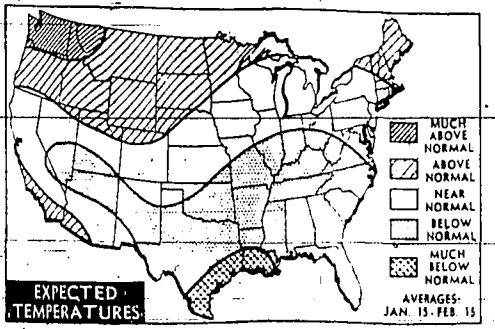 MUCH
ABOVE
NORMAL
ABOVE
NORMAL
NEAR
NORMAL
BELOW
NORMAL
MUCH
BELOW
NORMAL
AVERAGES:
JAN. 15 - FEB. 15
EXPECTED
TEMPERATURES